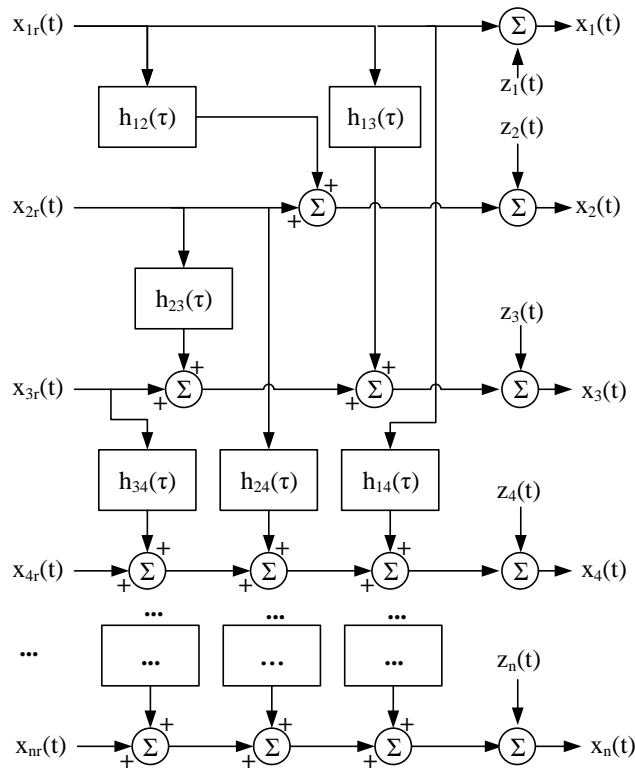 x₁ᵣ(t) Σ x₁(t)
z₁(t)
h₁₂(τ) h₁₃(τ)
z₂(t)
+
x₂ᵣ(t) + Σ Σ x₂(t)
h₂₃(τ)
z₃(t)
+ +
x₃ᵣ(t) + Σ + Σ Σ x₃(t)
h₃₄(τ) h₂₄(τ) h₁₄(τ)
z₄(t)
+ + +
x₄ᵣ(t) + Σ + Σ + Σ Σ x₄(t)
... ... ...
... ... ... ...
zₙ(t)
+ + +
xₙᵣ(t) + Σ + Σ + Σ Σ xₙ(t)